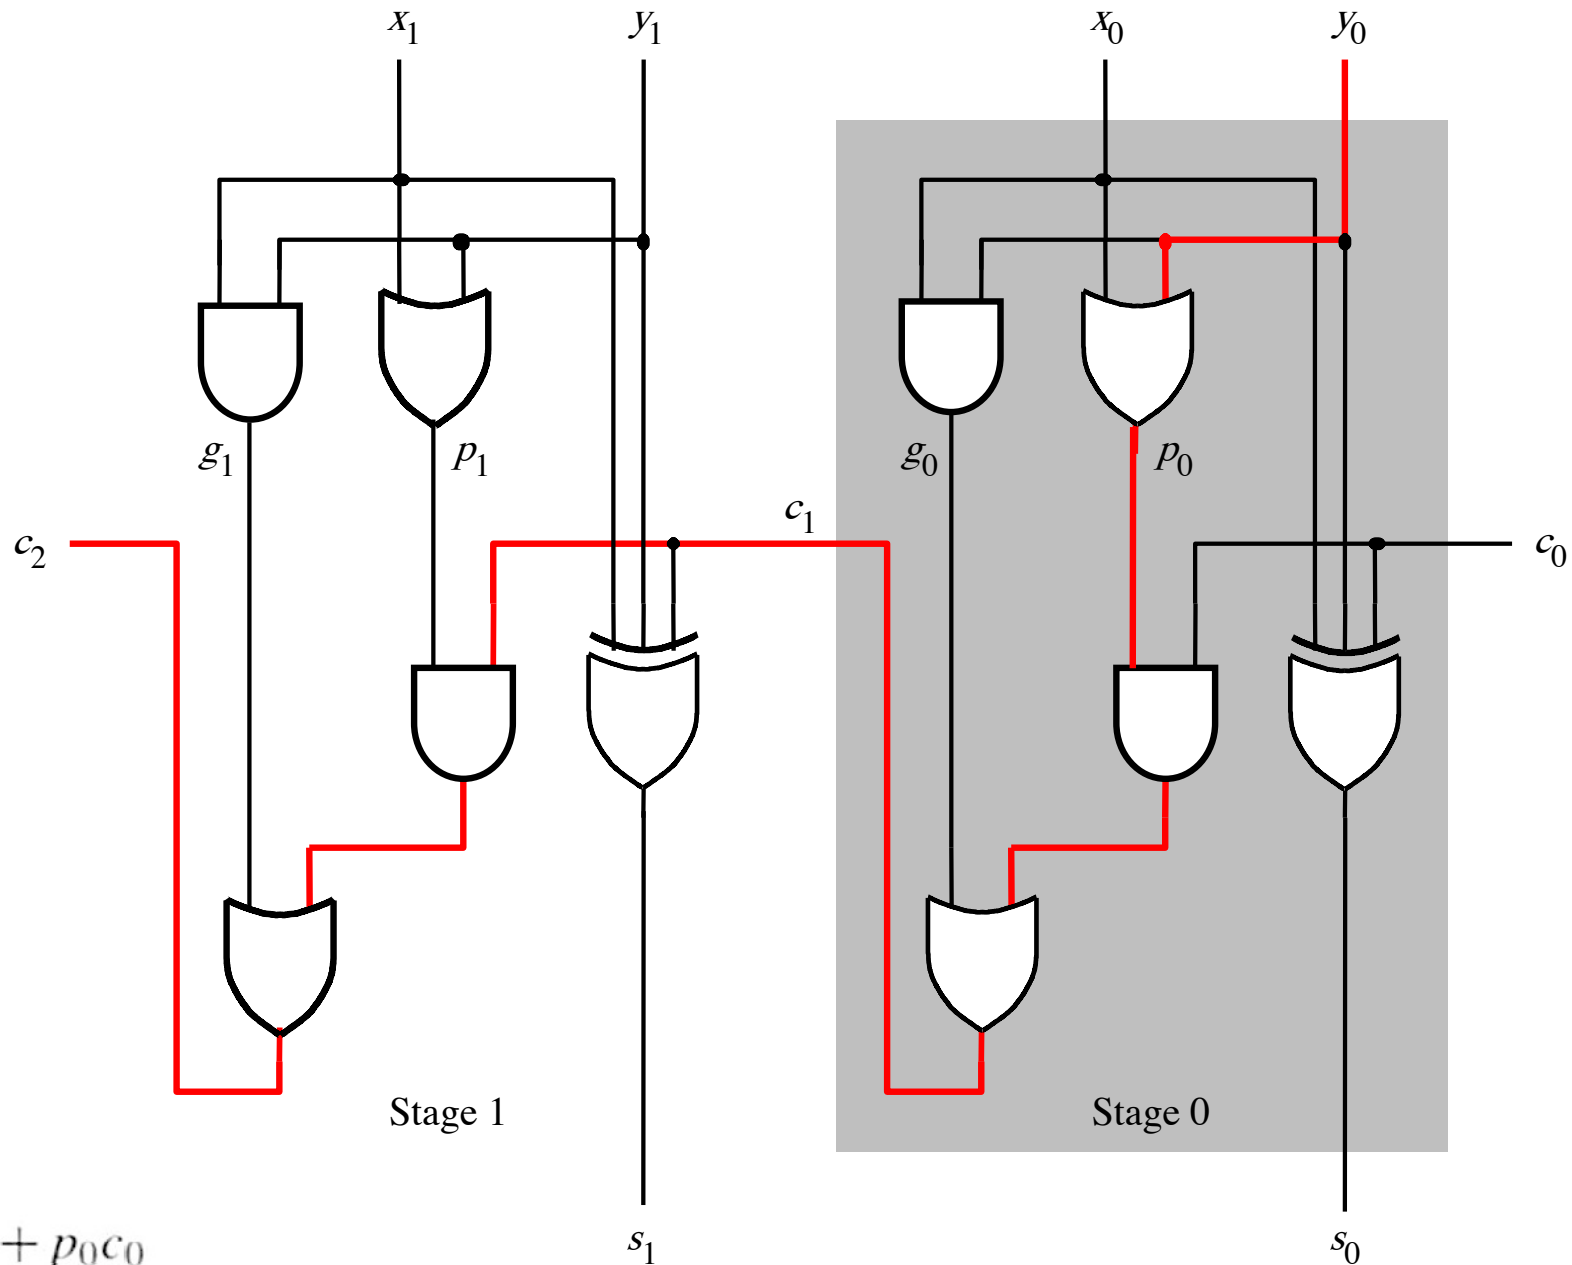 x₁ y₁ x₀ y₀
g₁ p₁ g₀ p₀
c₂ c₁ c₀
Stage 1 Stage 0
s₁ s₀
+ p₀c₀